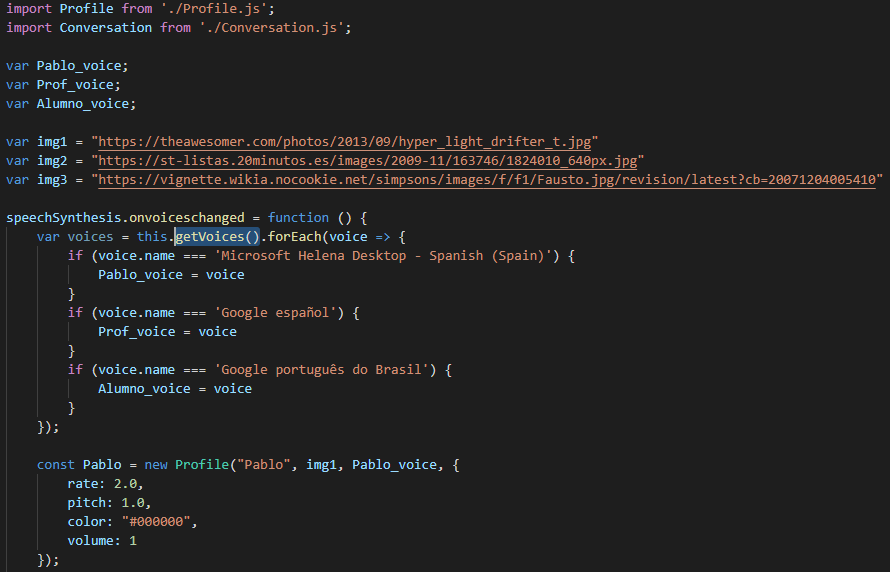 import Profile from './Profile.js';
import Conversation from './Conversation.js';
var Pablo_voice;
var Prof_voice;
var Alumno_voice;
var img1 = "https://theawesomer.com/photos/2013/09/hyper_light_drifter_t.jpg"
var img2 = "https://st-listas.20minutos.es/images/2009-11/163746/1824010_640px.jpg"
var img3 = "https://vignette.wikia.nocookie.net/simpsons/images/f/f1/Fausto.jpg/revision/latest?cb=20071204005410"
speechSynthesis.onvoiceschanged = function () {
    var voices = this.getVoices().forEach(voice => {
        if (voice.name === 'Microsoft Helena Desktop - Spanish (Spain)') {
            Pablo_voice = voice
        }
        if (voice.name === 'Google español') {
            Prof_voice = voice
        }
        if (voice.name === 'Google português do Brasil') {
            Alumno_voice = voice
        }
    });
    const Pablo = new Profile("Pablo", img1, Pablo_voice, {
        rate: 2.0,
        pitch: 1.0,
        color: "#000000",
        volume: 1
    });